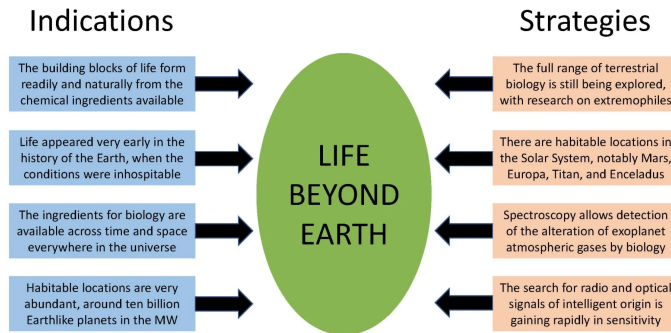 Indications
Strategies
The building blocks of life form
readily and naturally from the
chemical ingredients available
Life appeared very early in the
history of the Earth, when the
conditions were inhospitable
The ingredients for biology are
available across time and space
everywhere in the universe
Habitable locations are very
abundant, around ten billion
Earthlike planets in the MW
LIFE
BEYOND
EARTH
The full range of terrestrial
biology is still being explored,
with research on extremophiles
There are habitable locations in
the Solar System, notably Mars,
Europa, Titan, and Enceladus
Spectroscopy allows detection
of the alteration of exoplanet
atmospheric gases by biology
The search for radio and optical
signals of intelligent origin is
gaining rapidly in sensitivity